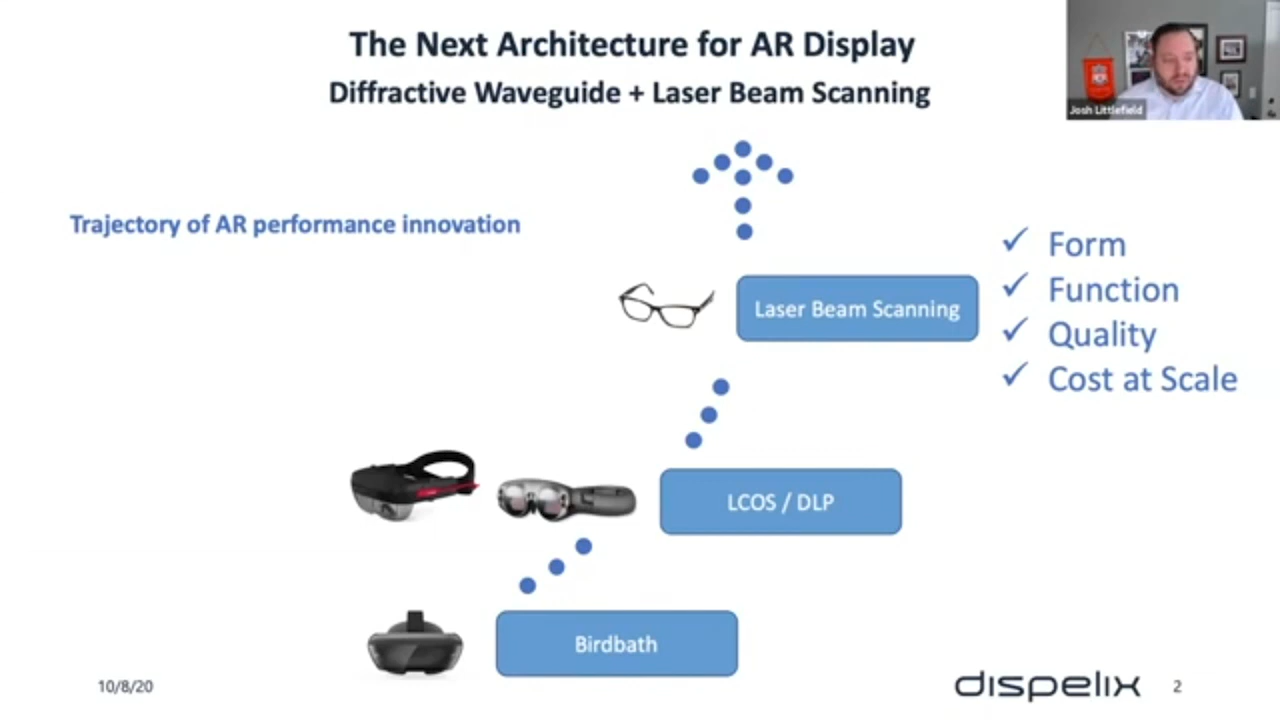 The Next Architecture for AR Display
Diffractive Waveguide + Laser Beam Scanning
Josh Littlefield
Trajectory of AR performance innovation
✓ Form
✓ Function
✓ Quality
✓ Cost at Scale
Laser Beam Scanning
LCOS / DLP
Birdbath
10/8/20
dispelix
2